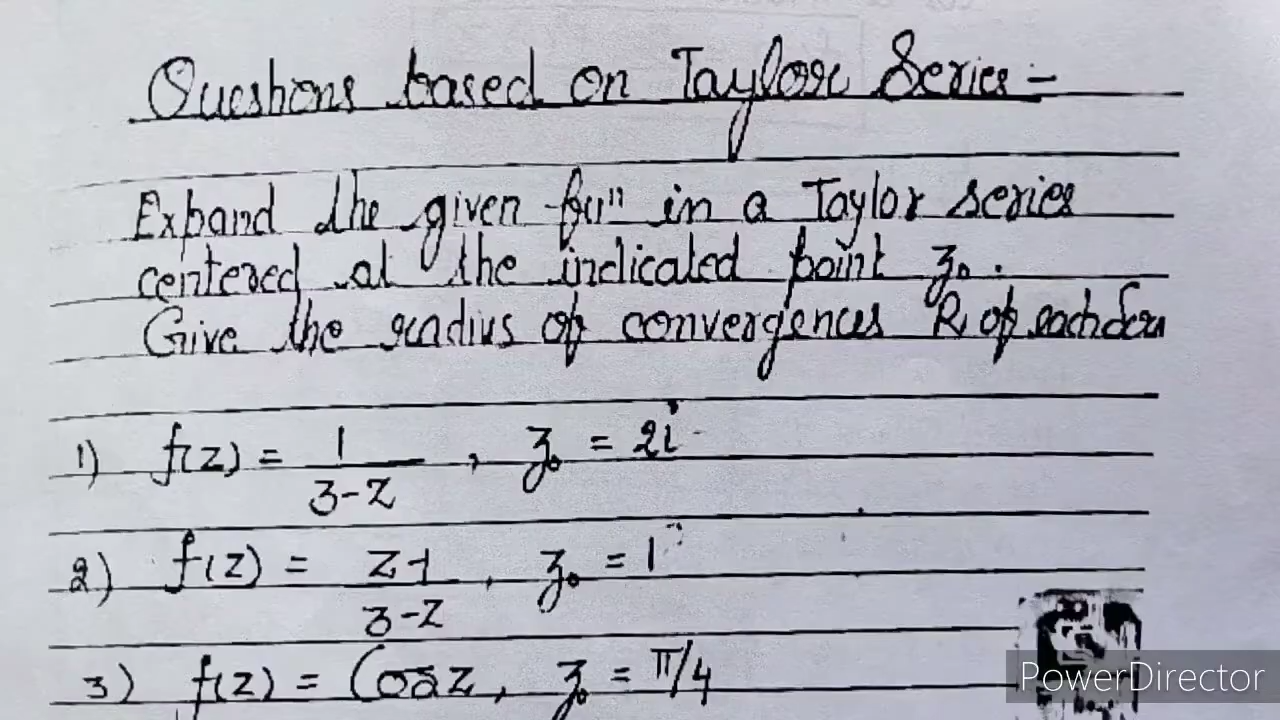 Questions based on Taylor Series:-
Expand the given funⁿ in a Taylor series
centered at the indicated point z₀.
Give the radius of convergences R of each
1) f(z) = 1/(3-z) , z₀ = 2i
2) f(z) = (z-1)/(3-z) , z₀ = 1
3) f(z) = Cosz, z₀ = π/4
PowerDirector